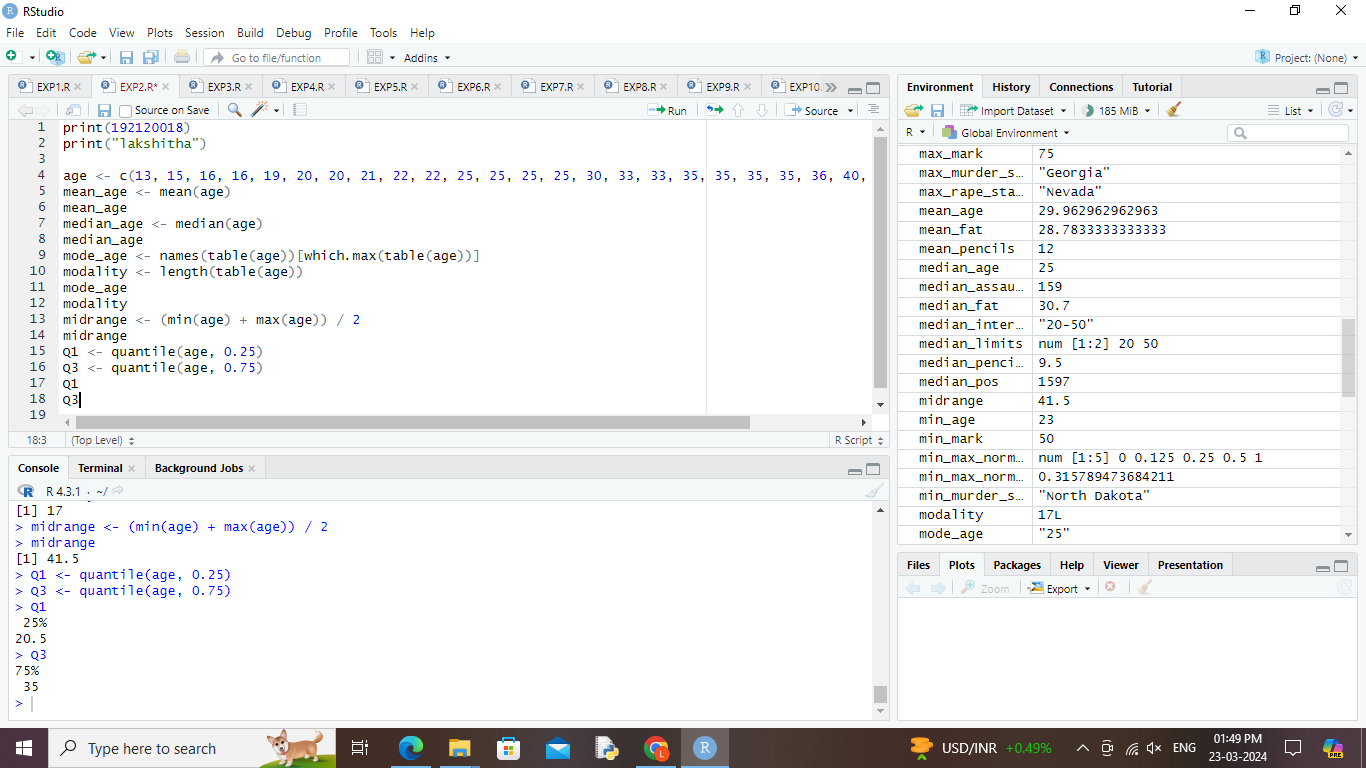 RStudio
File Edit Code View Plots Session Build Debug Profile Tools Help
Go to file/function Addins Project: (None)
EXP1.R EXP2.R* EXP3.R EXP4.R EXP5.R EXP6.R EXP7.R EXP8.R EXP9.R EXP10.
Source on Save Run Source
1 print(192120018)
2 print("lakshitha")
3
4 age <- c(13, 15, 16, 16, 19, 20, 20, 21, 22, 22, 25, 25, 25, 25, 30, 33, 33, 35, 35, 35, 35, 36, 40,
5 mean_age <- mean(age)
6 mean_age
7 median_age <- median(age)
8 median_age
9 mode_age <- names(table(age))[which.max(table(age))]
10 modality <- length(table(age))
11 mode_age
12 modality
13 midrange <- (min(age) + max(age)) / 2
14 midrange
15 Q1 <- quantile(age, 0.25)
16 Q3 <- quantile(age, 0.75)
17 Q1
18 Q3
19
18:3 (Top Level) R Script
Console Terminal Background Jobs
R 4.3.1 · ~/
[1] 17
> midrange <- (min(age) + max(age)) / 2
> midrange
[1] 41.5
> Q1 <- quantile(age, 0.25)
> Q3 <- quantile(age, 0.75)
> Q1
25%
20.5
> Q3
75%
35
>
Environment History Connections Tutorial
Import Dataset 185 MiB List
R Global Environment
max_mark 75
max_murder_s... "Georgia"
max_rape_sta... "Nevada"
mean_age 29.962962962963
mean_fat 28.7833333333333
mean_pencils 12
median_age 25
median_assau... 159
median_fat 30.7
median_inter... "20-50"
median_limits num [1:2] 20 50
median_penci... 9.5
median_pos 1597
midrange 41.5
min_age 23
min_mark 50
min_max_norm... num [1:5] 0 0.125 0.25 0.5 1
min_max_norm... 0.315789473684211
min_murder_s... "North Dakota"
modality 17L
mode_age "25"
Files Plots Packages Help Viewer Presentation
Zoom Export
Type here to search
USD/INR +0.49%
ENG
01:49 PM
23-03-2024